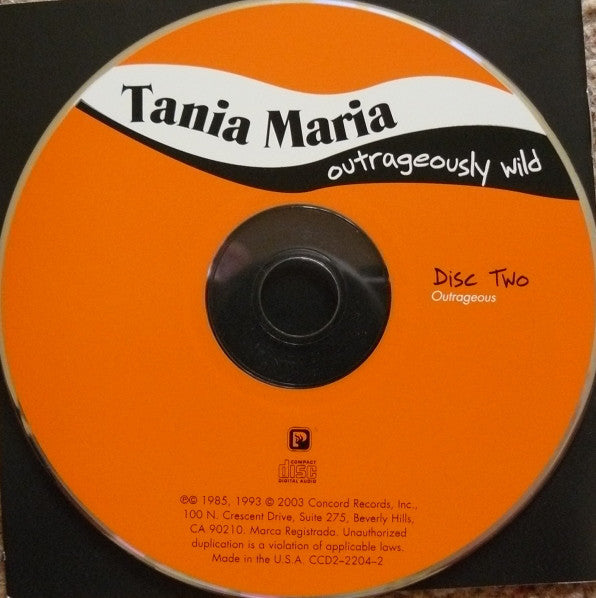 Tania Maria
outrageously wild
Disc Two
Outrageous
COMPACT
disc
DIGITAL AUDIO
℗© 1985, 1993 © 2003 Concord Records, Inc.,
100 N. Crescent Drive, Suite 275, Beverly Hills,
CA 90210. Marca Registrada. Unauthorized
duplication is a violation of applicable laws.
Made in the U.S.A. CCD2-2204-2